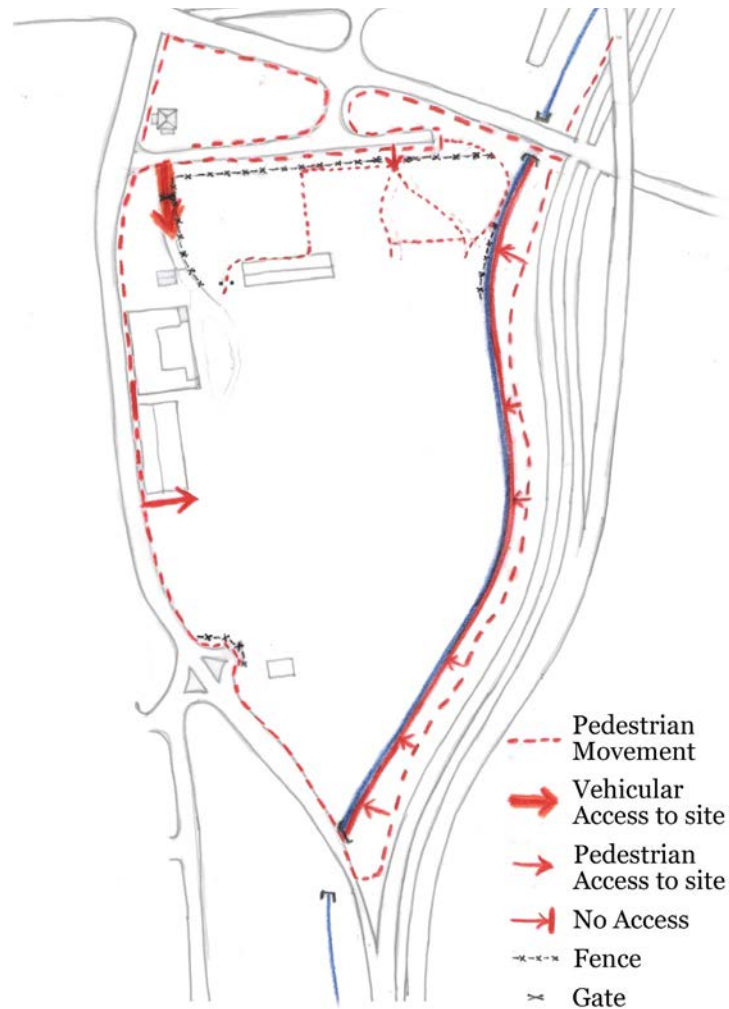 Pedestrian
Movement
Vehicular
Access to site
Pedestrian
Access to site
No Access
Fence
Gate